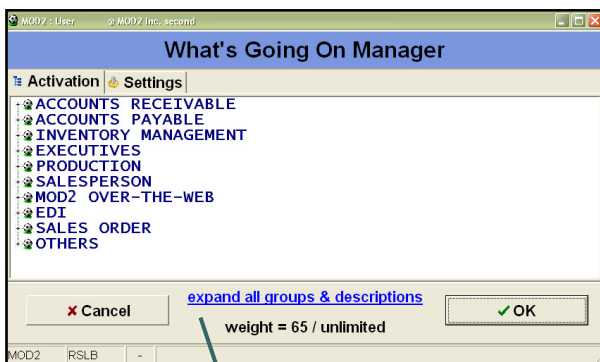 MOD2 : User @ MOD2 Inc. second
What's Going On Manager
Activation Settings
ACCOUNTS RECEIVABLE
ACCOUNTS PAYABLE
INVENTORY MANAGEMENT
EXECUTIVES
PRODUCTION
SALESPERSON
MOD2 OVER-THE-WEB
EDI
SALES ORDER
OTHERS
expand all groups & descriptions
Cancel
OK
weight = 65 / unlimited
MOD2 RSLB -